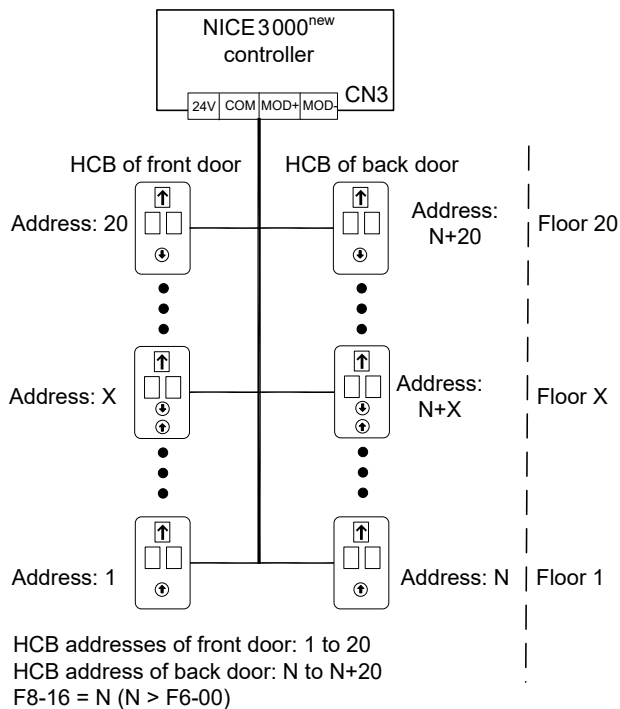 NICE3000new
controller
24V COM MOD+ MOD- CN3
HCB of front door HCB of back door
Address: 20
Address:
N+20
Floor 20
Address: X
Address:
N+X
Floor X
Address: 1
Address: N
Floor 1
HCB addresses of front door: 1 to 20
HCB address of back door: N to N+20
F8-16 = N (N > F6-00)